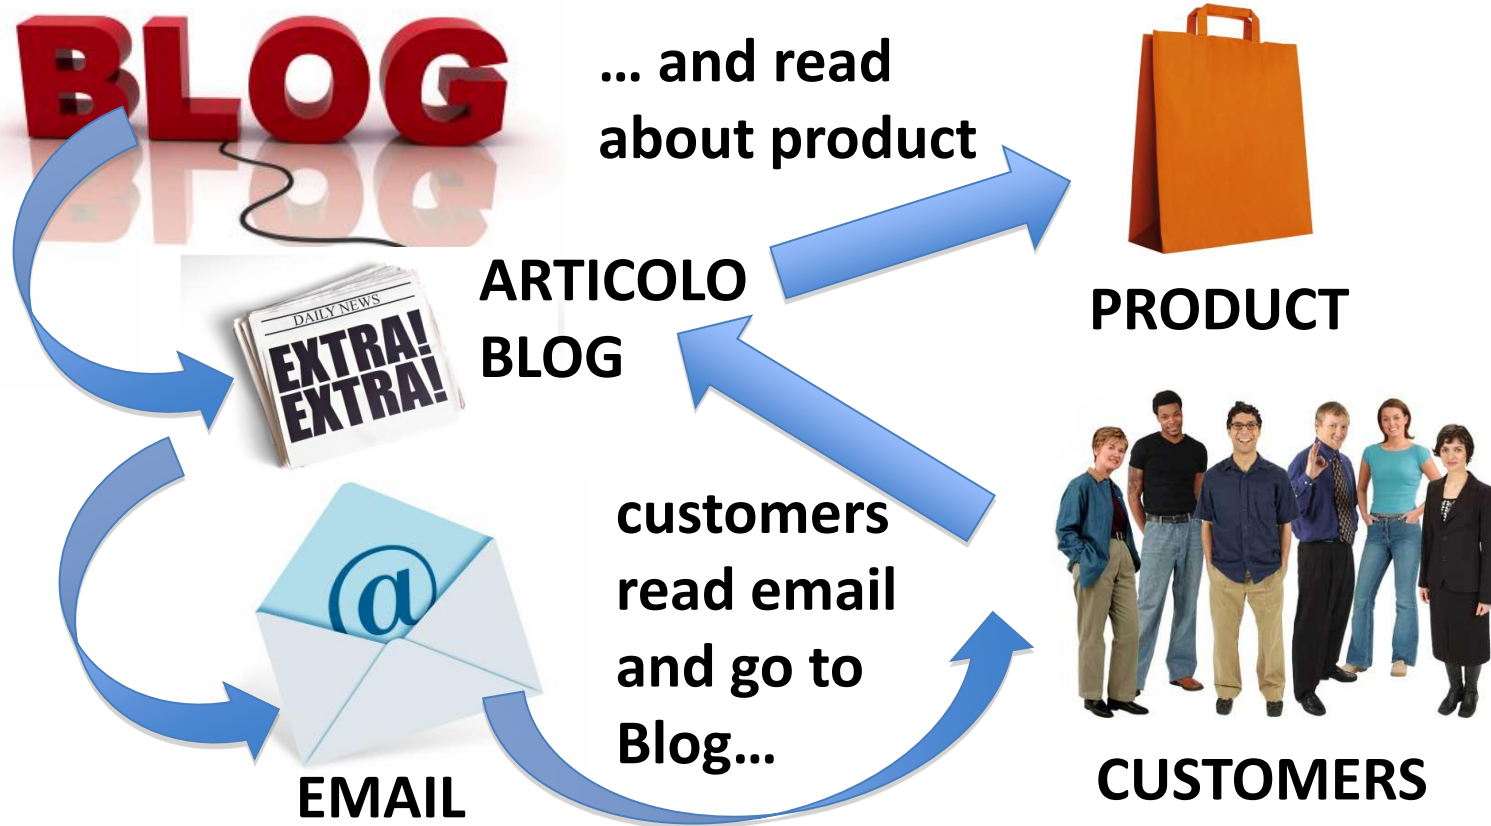 BLOG
… and read
about product
DAILY NEWS
EXTRA!
EXTRA!
ARTICOLO
BLOG
PRODUCT
@
customers
read email
and go to
Blog…
EMAIL
CUSTOMERS